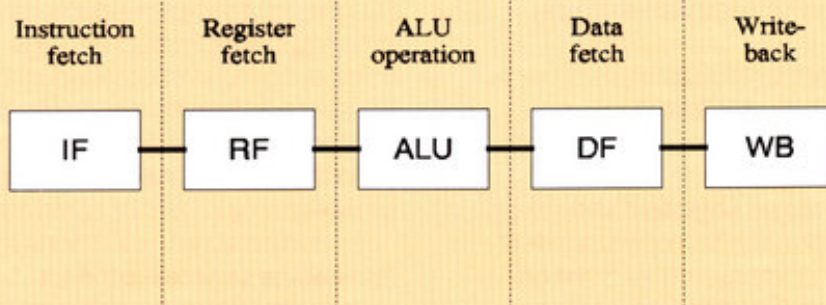 Instruction
fetch
Register
fetch
ALU
operation
Data
fetch
Write-
back
IF
RF
ALU
DF
WB